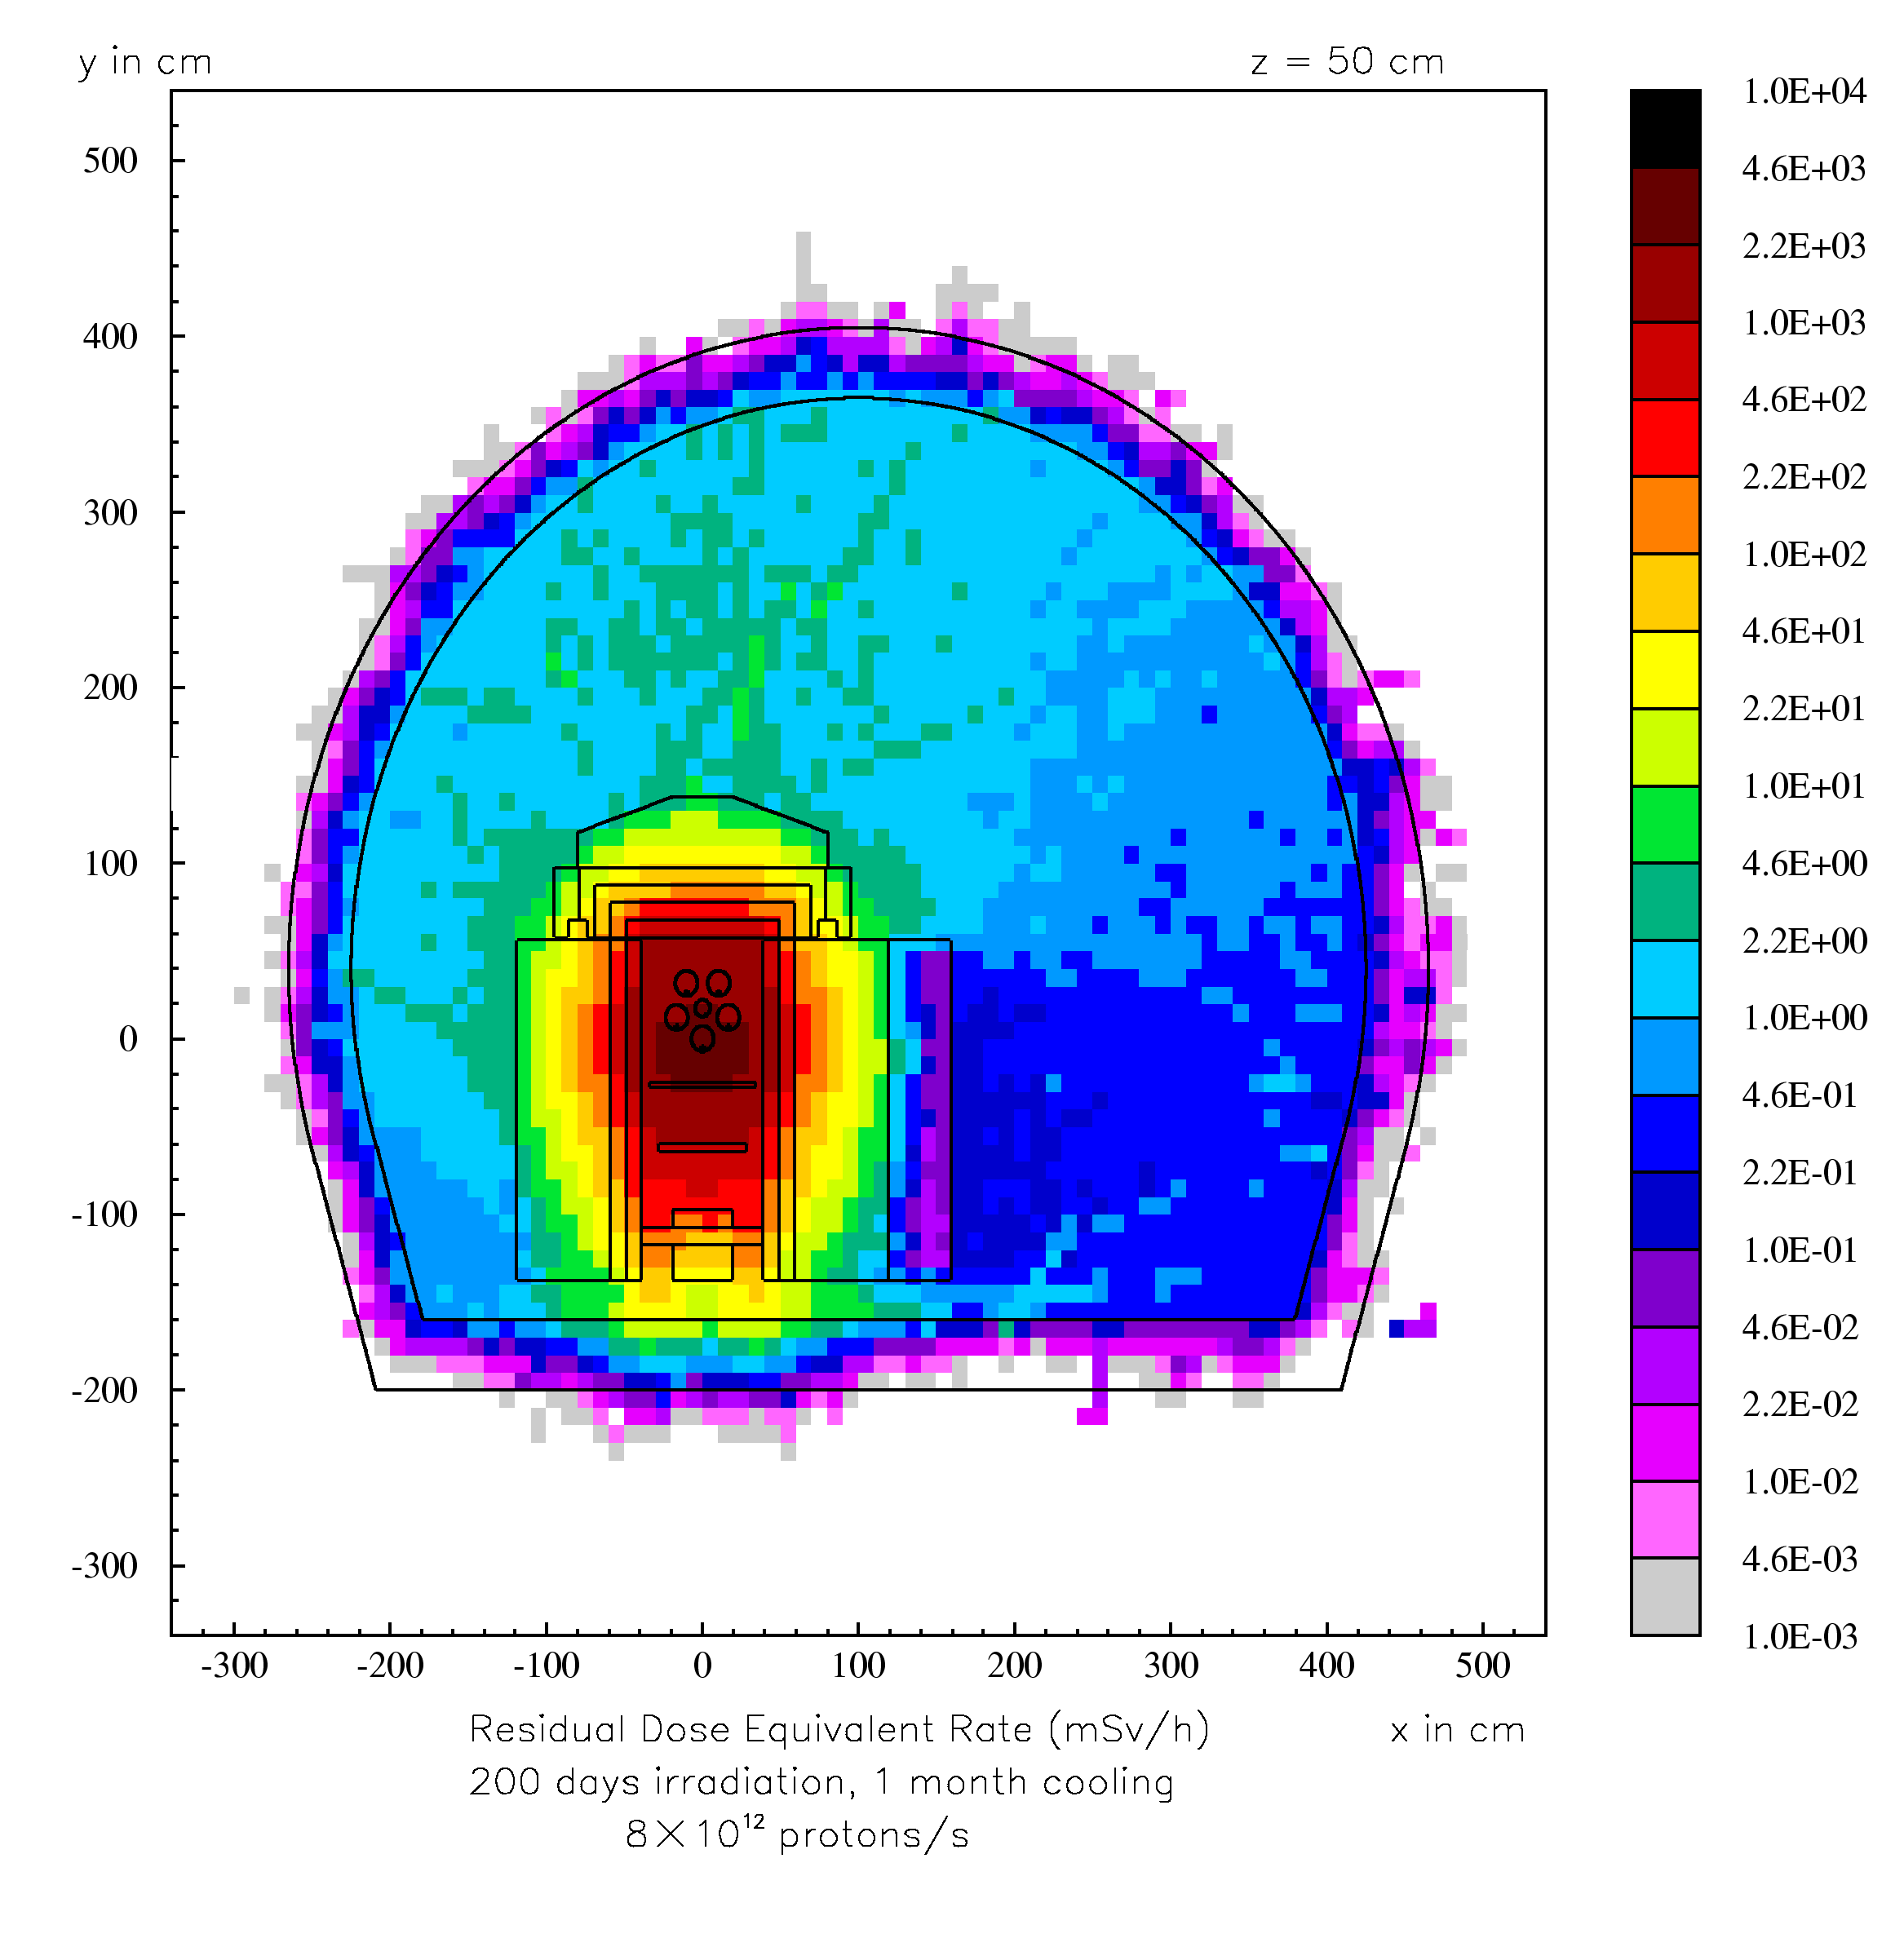 y in cm
z = 50 cm
500
400
300
200
100
0
-100
-200
-300
-300 -200 -100 0 100 200 300 400 500
1.0E+04
4.6E+03
2.2E+03
1.0E+03
4.6E+02
2.2E+02
1.0E+02
4.6E+01
2.2E+01
1.0E+01
4.6E+00
2.2E+00
1.0E+00
4.6E-01
2.2E-01
1.0E-01
4.6E-02
2.2E-02
1.0E-02
4.6E-03
1.0E-03
Residual Dose Equivalent Rate (mSv/h)
x in cm
200 days irradiation, 1 month cooling
8×10¹² protons/s